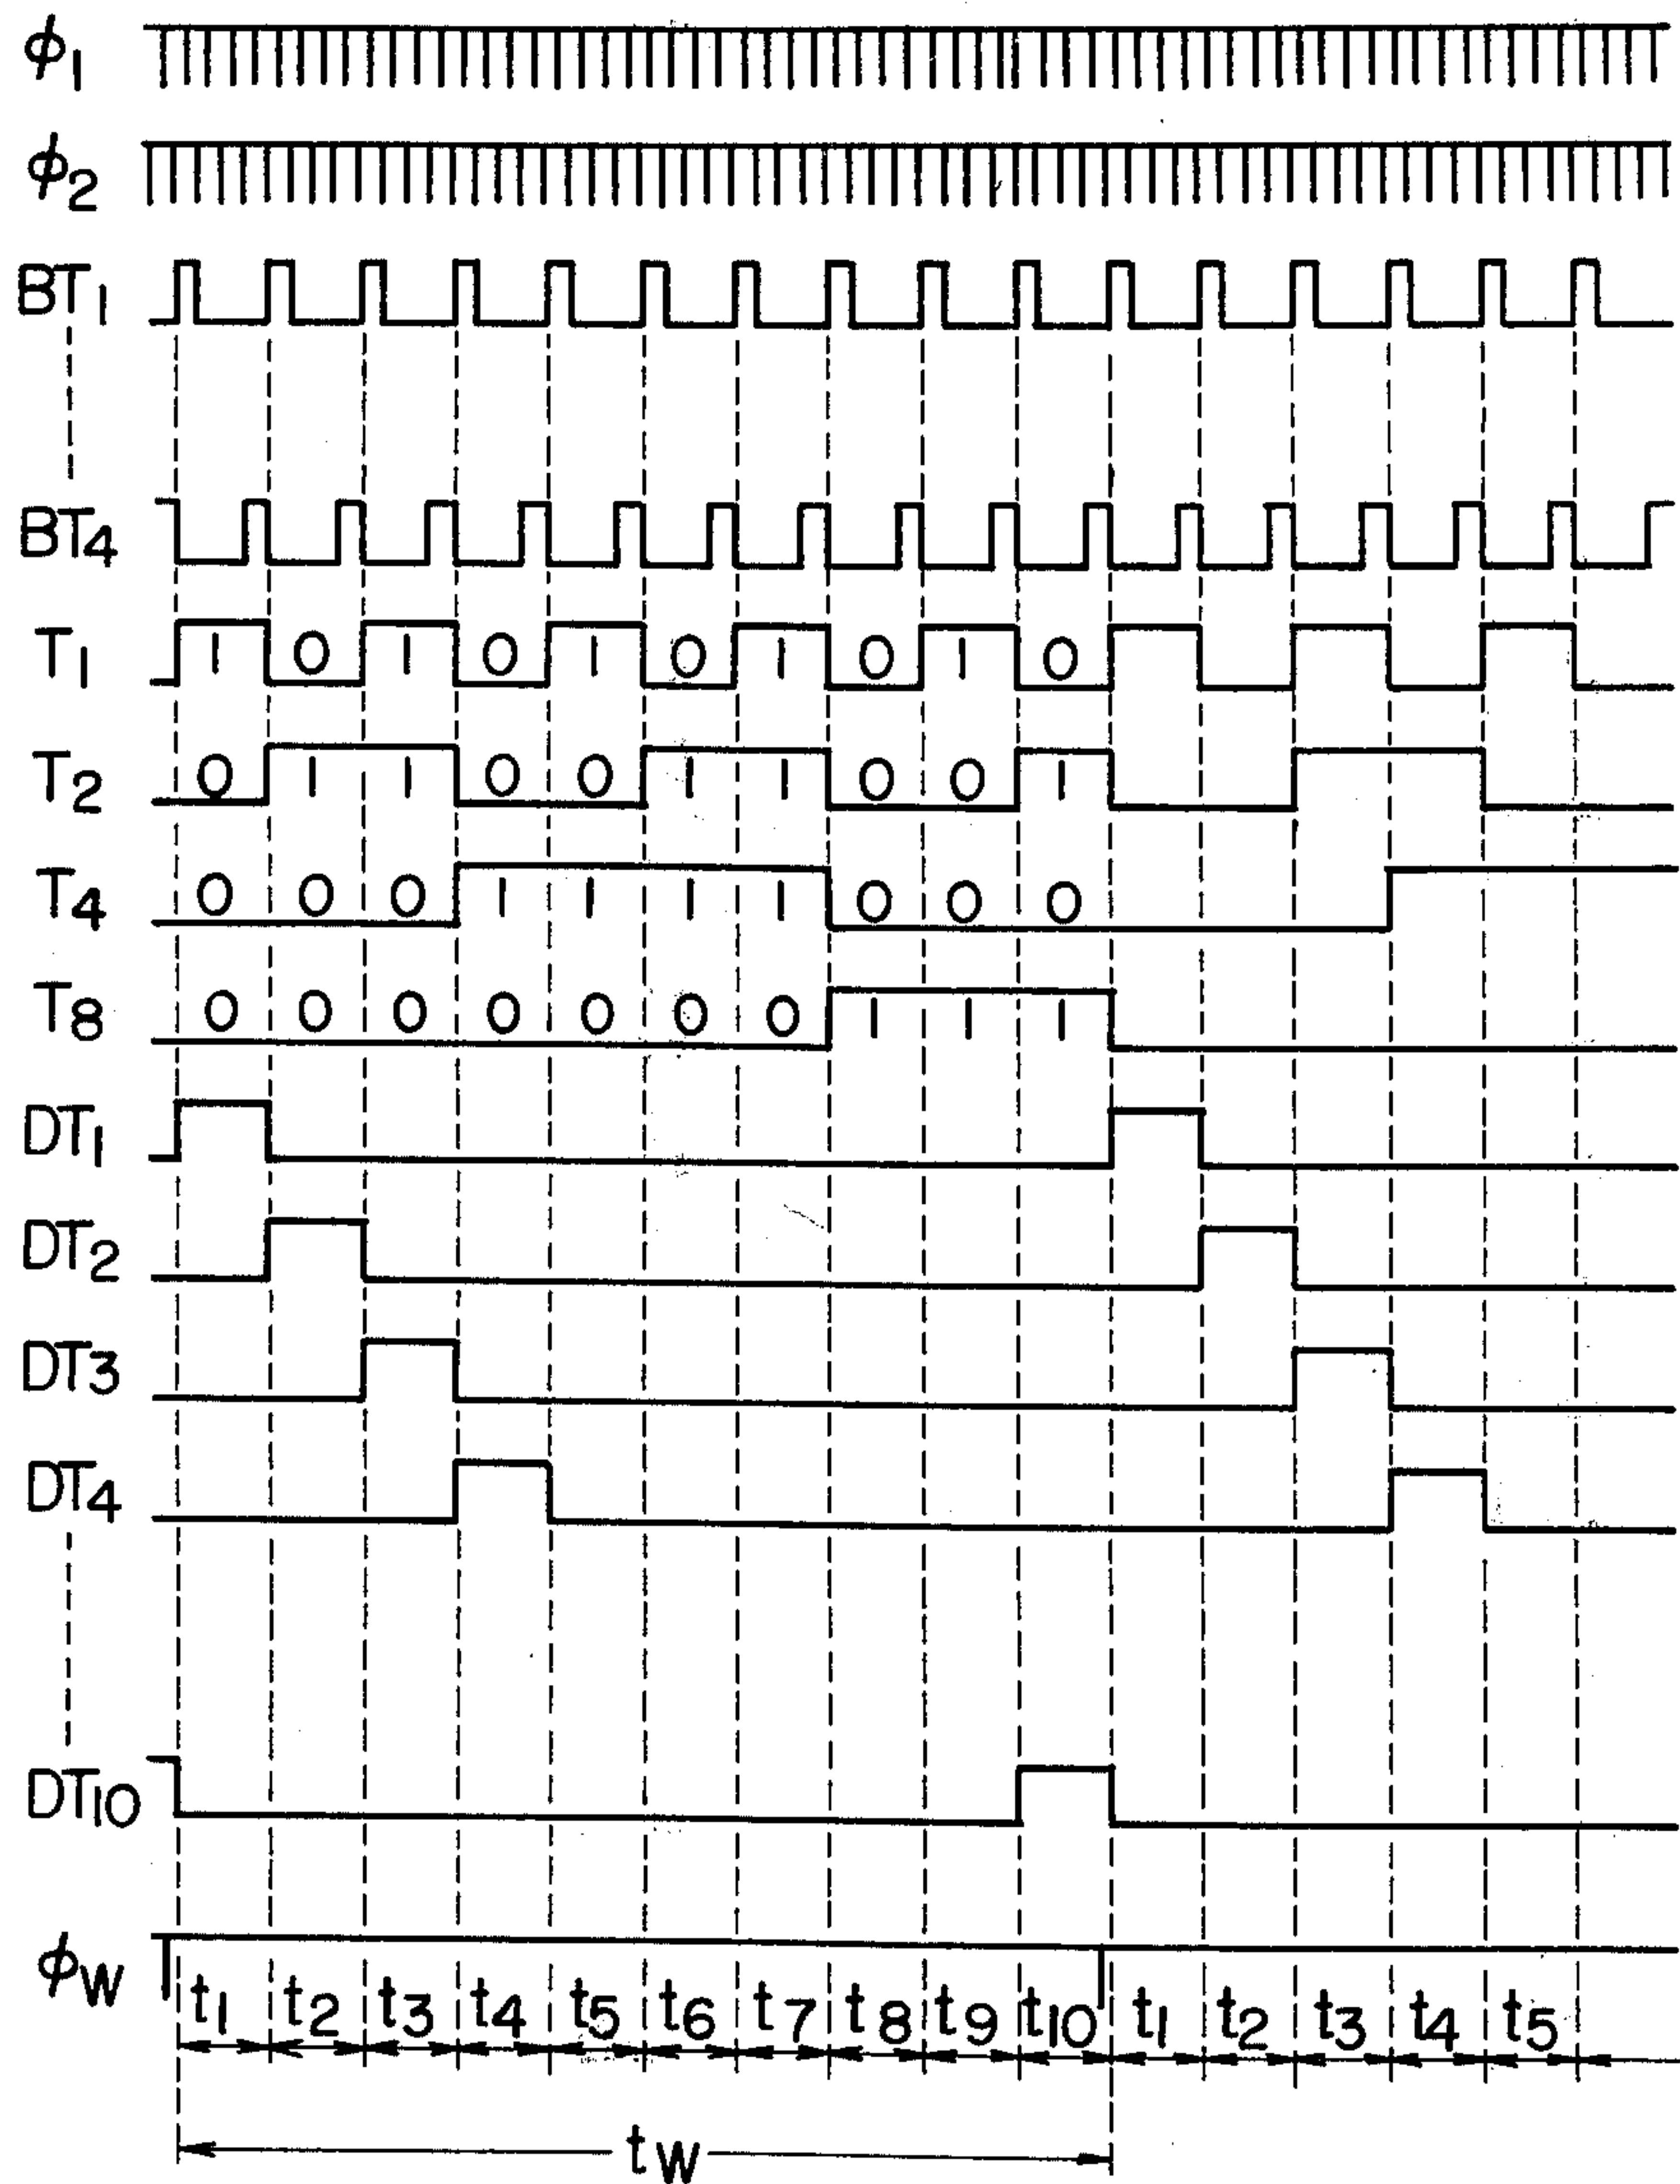 ϕ1
ϕ2
BT1
BT4
T1 1 0 1 0 1 0 1 0 1 0
T2 0 1 1 0 0 1 1 0 0 1
T4 0 0 0 1 1 1 1 0 0 0
T8 0 0 0 0 0 0 0 1 1 1
DT1
DT2
DT3
DT4
DT10
ϕW
t1 t2 t3 t4 t5 t6 t7 t8 t9 t10 t1 t2 t3 t4 t5
tW